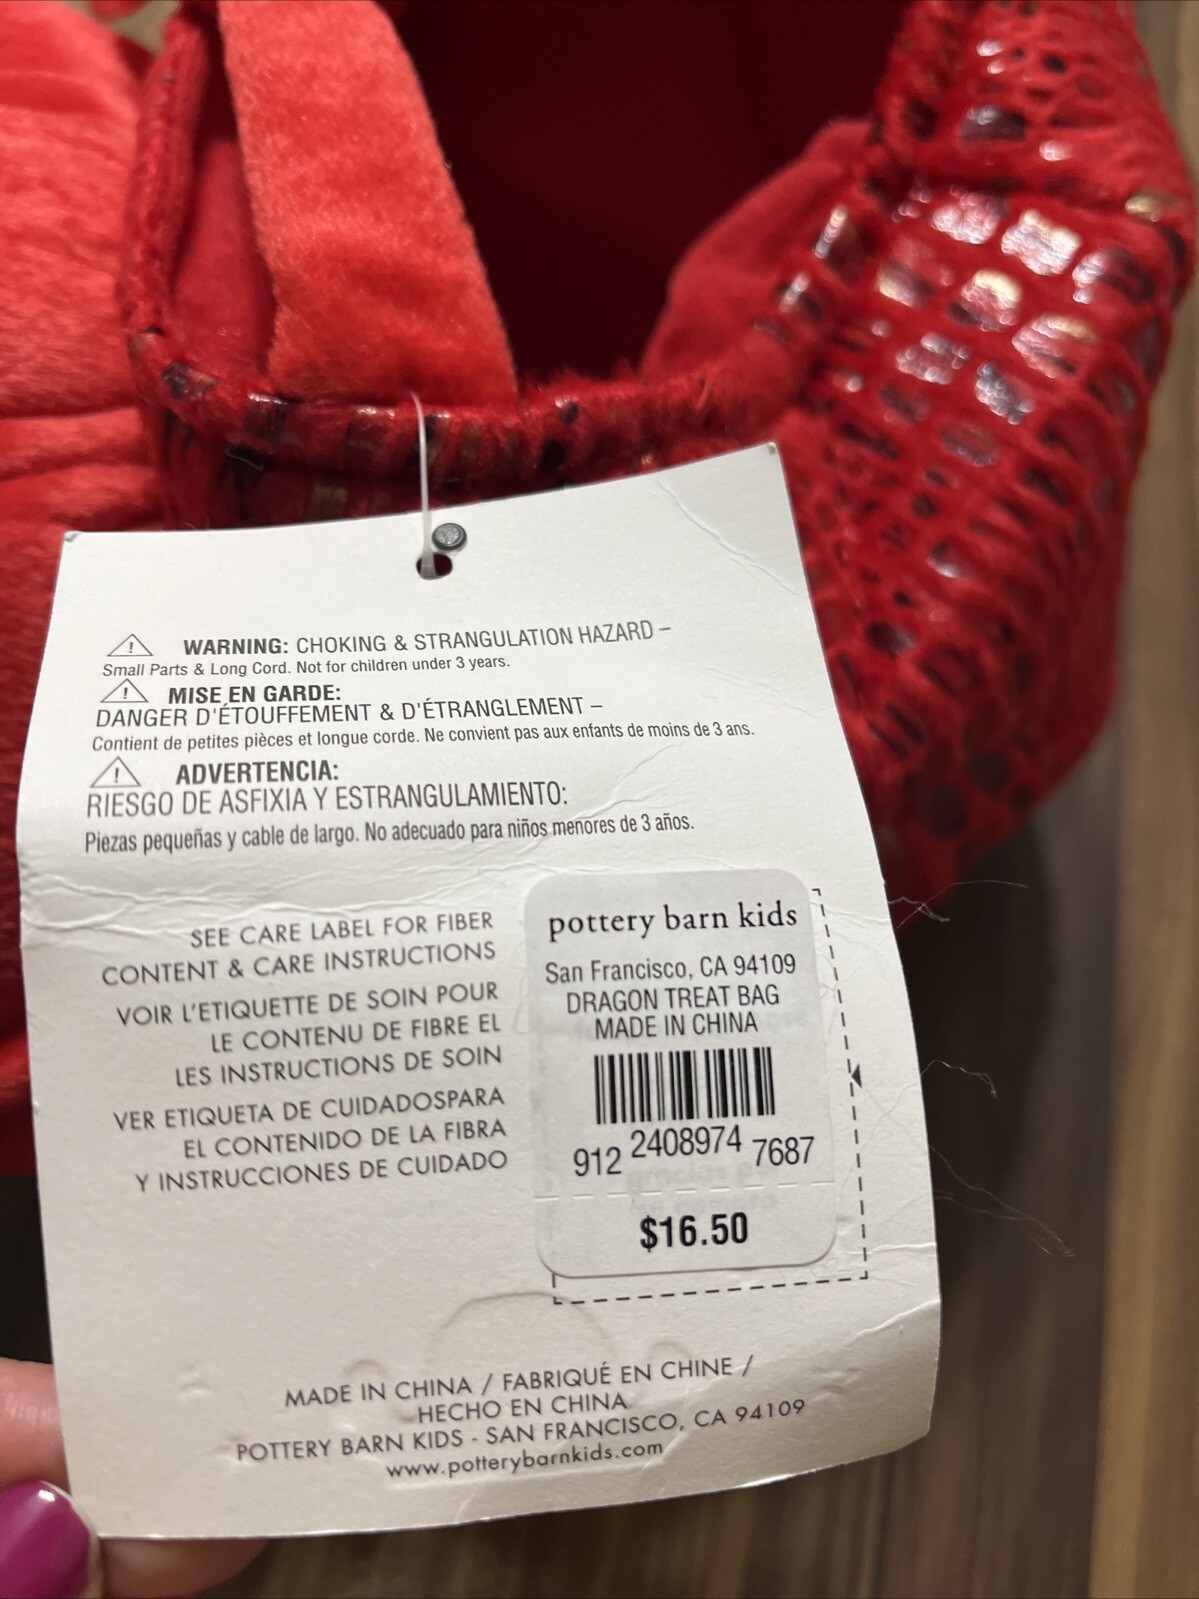 WARNING: CHOKING & STRANGULATION HAZARD –
Small Parts & Long Cord. Not for children under 3 years.
MISE EN GARDE:
DANGER D'ÉTOUFFEMENT & D'ÉTRANGLEMENT –
Contient de petites pièces et longue corde. Ne convient pas aux enfants de moins de 3 ans.
ADVERTENCIA:
RIESGO DE ASFIXIA Y ESTRANGULAMIENTO:
Piezas pequeñas y cable de largo. No adecuado para niños menores de 3 años.
SEE CARE LABEL FOR FIBER
CONTENT & CARE INSTRUCTIONS
VOIR L'ETIQUETTE DE SOIN POUR
LE CONTENU DE FIBRE EL
LES INSTRUCTIONS DE SOIN
VER ETIQUETA DE CUIDADOSPARA
EL CONTENIDO DE LA FIBRA
Y INSTRUCCIONES DE CUIDADO
pottery barn kids
San Francisco, CA 94109
DRAGON TREAT BAG
MADE IN CHINA
912 2408974 7687
$16.50
MADE IN CHINA / FABRIQUÉ EN CHINE /
HECHO EN CHINA
POTTERY BARN KIDS - SAN FRANCISCO, CA 94109
www.potterybarnkids.com